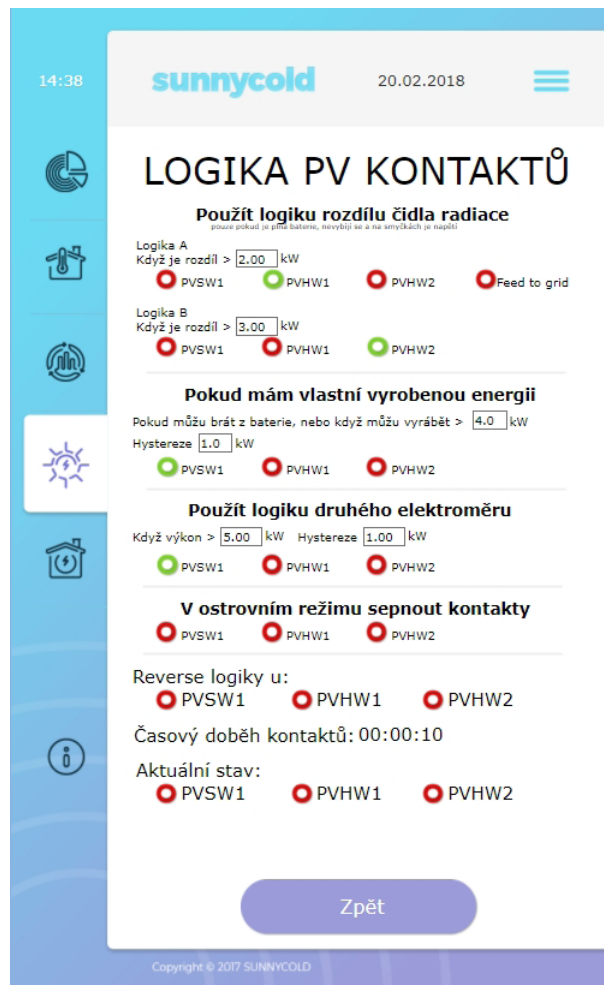 14:38
sunnycold
20.02.2018
LOGIKA PV KONTAKTŮ
Použít logiku rozdílu čidla radiace
pouze pokud je plná baterie, nevybíjí se a na smyčkách je napětí
Logika A
Když je rozdíl > 2.00 kW
PVSW1 PVHW1 PVHW2 Feed to grid
Logika B
Když je rozdíl > 3.00 kW
PVSW1 PVHW1 PVHW2
Pokud mám vlastní vyrobenou energii
Pokud můžu brát z baterie, nebo když můžu vyrábět > 4.0 kW
Hystereze 1.0 kW
PVSW1 PVHW1 PVHW2
Použít logiku druhého elektroměru
Když výkon > 5.00 kW Hystereze 1.00 kW
PVSW1 PVHW1 PVHW2
V ostrovním režimu sepnout kontakty
PVSW1 PVHW1 PVHW2
Reverse logiky u:
PVSW1 PVHW1 PVHW2
Časový doběh kontaktů: 00:00:10
Aktuální stav:
PVSW1 PVHW1 PVHW2
Zpět
Copyright © 2017 SUNNYCOLD